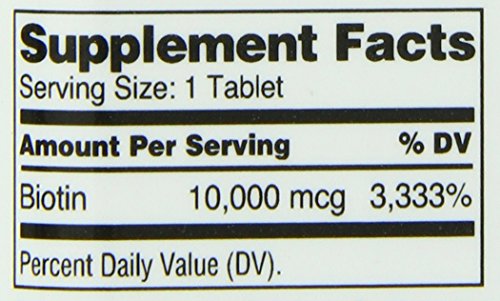 Supplement Facts
Serving Size: 1 Tablet
Amount Per Serving % DV
Biotin 10,000 mcg 3,333%
Percent Daily Value (DV).